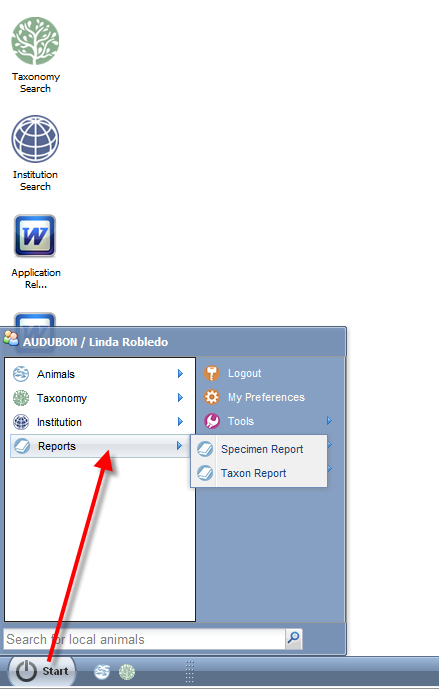 Taxonomy
Search
Institution
Search
W
Application
Rel...
AUDUBON / Linda Robledo
Animals
Taxonomy
Institution
Reports
Logout
My Preferences
Tools
Specimen Report
Taxon Report
Search for local animals
Start